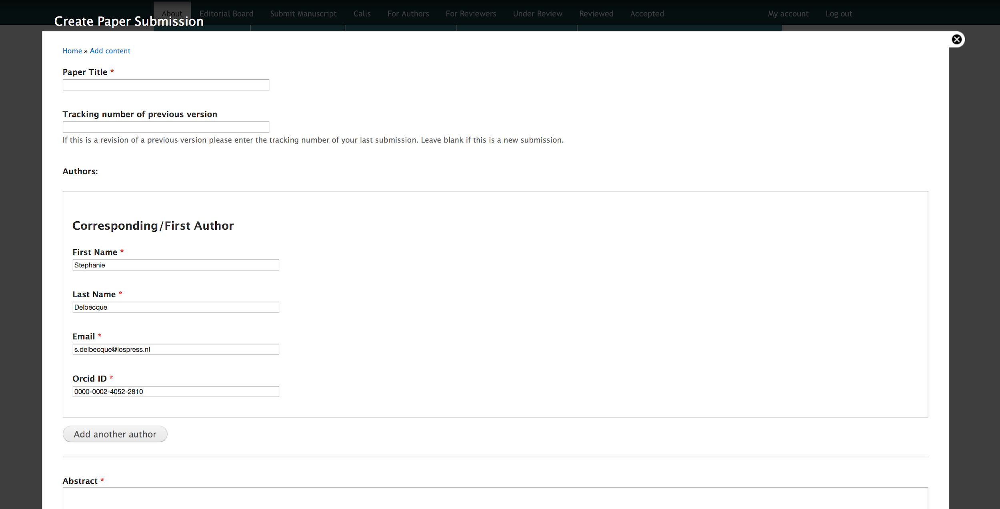 About Editorial Board Submit Manuscript Calls For Authors For Reviewers Under Review Reviewed Accepted My account Log out
Create Paper Submission
Home » Add content
Paper Title *
Tracking number of previous version
If this is a revision of a previous version please enter the tracking number of your last submission. Leave blank if this is a new submission.
Authors:
Corresponding/First Author
First Name *
Stephanie
Last Name *
Delbecque
Email *
s.delbecque@iospress.nl
Orcid ID *
0000-0002-4052-2810
Add another author
Abstract *